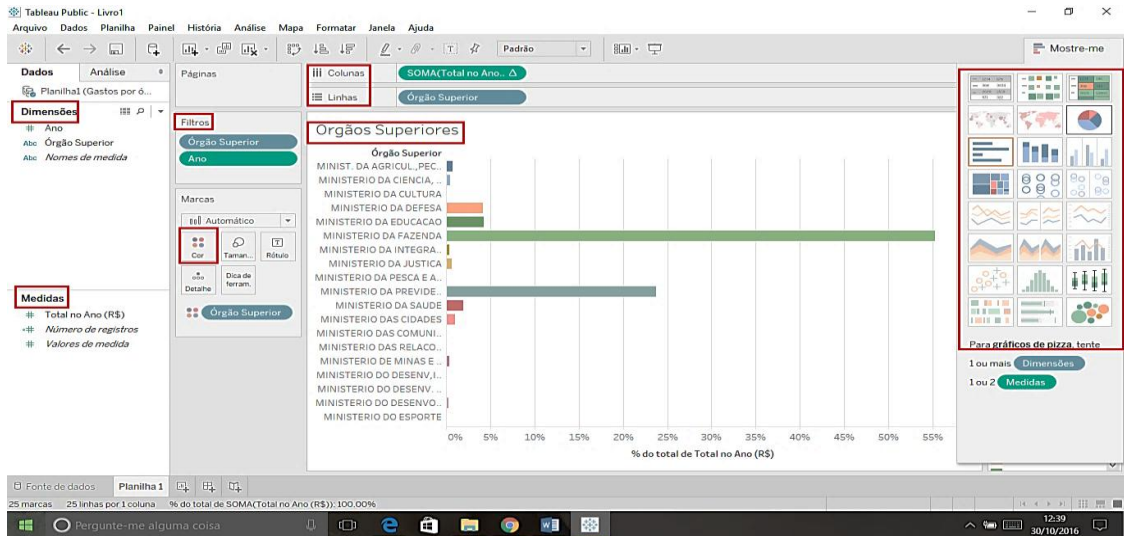 Tableau Public - Livro1
Arquivo Dados Planilha Painel História Análise Mapa Formatar Janela Ajuda
Padrão
Mostre-me
Dados Análise
Planilha1 (Gastos por ó...
Dimensões
# Ano
Abc Órgão Superior
Abc Nomes de medida
Medidas
# Total no Ano (R$)
=# Número de registros
# Valores de medida
Páginas
Filtros
Órgão Superior
Ano
Marcas
Automático
Cor Taman... Rótulo
Detalhe Dica de ferram.
Órgão Superior
Colunas SOMA(Total no Ano.. Δ
Linhas Órgão Superior
Orgãos Superiores
Órgão Superior
MINIST. DA AGRICUL.,PEC..
MINISTERIO DA CIENCIA, ..
MINISTERIO DA CULTURA
MINISTERIO DA DEFESA
MINISTERIO DA EDUCACAO
MINISTERIO DA FAZENDA
MINISTERIO DA INTEGRA..
MINISTERIO DA JUSTICA
MINISTERIO DA PESCA E A..
MINISTERIO DA PREVIDE..
MINISTERIO DA SAUDE
MINISTERIO DAS CIDADES
MINISTERIO DAS COMUNI..
MINISTERIO DAS RELACO..
MINISTERIO DE MINAS E ..
MINISTERIO DO DESENV,I..
MINISTERIO DO DESENV. ..
MINISTERIO DO DESENVO..
MINISTERIO DO ESPORTE
0% 5% 10% 15% 20% 25% 30% 35% 40% 45% 50% 55%
% do total de Total no Ano (R$)
Para gráficos de pizza, tente
1 ou mais Dimensões
1 ou 2 Medidas
Fonte de dados Planilha 1
25 marcas 25 linhas por 1 coluna % do total de SOMA(Total no Ano (R$)): 100.00%
Pergunte-me alguma coisa
12:39
30/10/2016